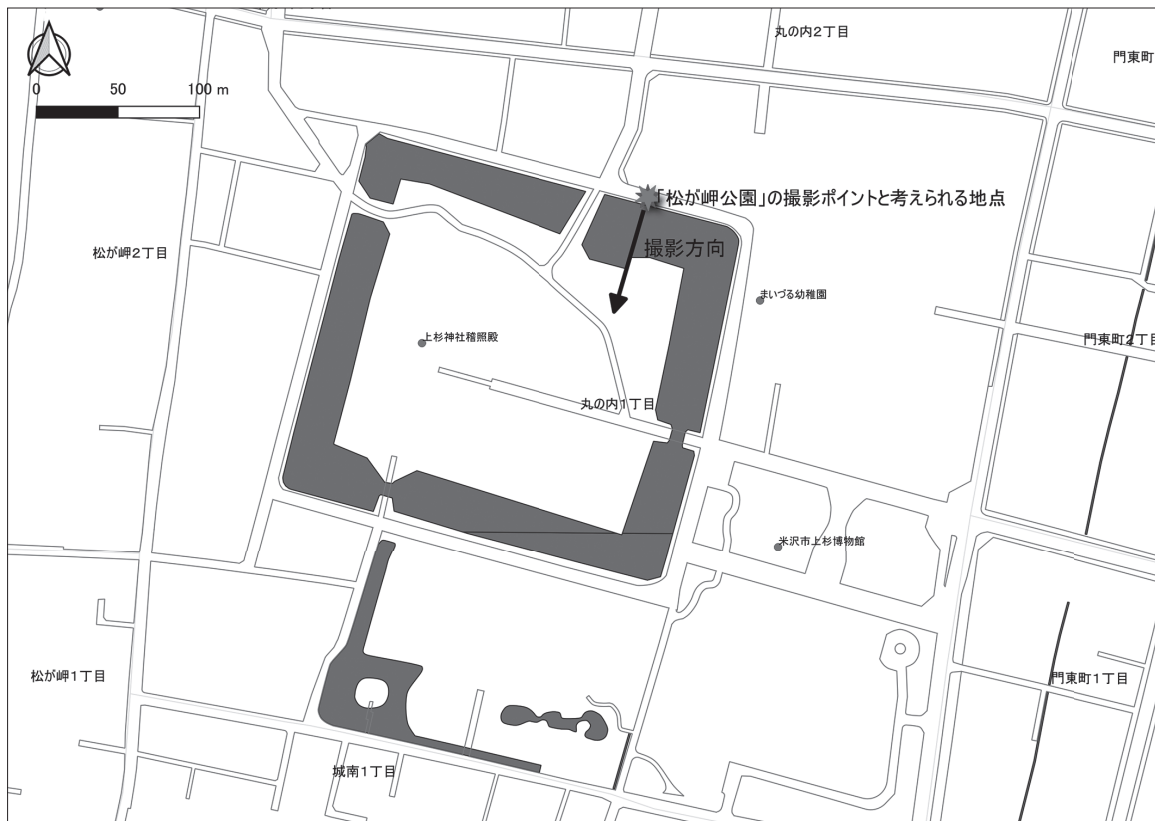 丸の内2丁目
門東町
0 50 100 m
「松が岬公園」の撮影ポイントと考えられる地点
撮影方向
松が岬2丁目
まいづる幼稚園
上杉神社稽照殿
門東町2丁目
丸の内1丁目
米沢市上杉博物館
松が岬1丁目
門東町1丁目
城南1丁目